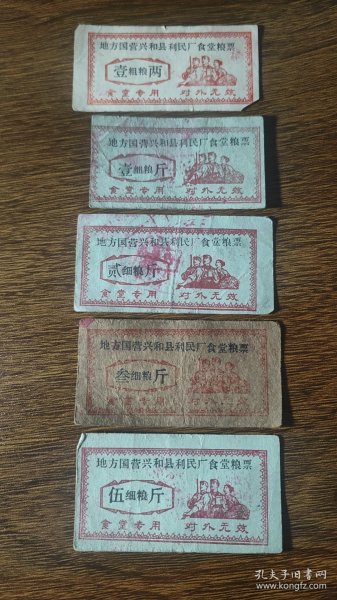 地方国营兴和县利民厂食堂粮票
壹粗粮两
食堂专用 对外无效
地方国营兴和县利民厂食堂粮票
壹细粮斤
食堂专用 对外无效
地方国营兴和县利民厂食堂粮票
贰细粮斤
食堂专用 对外无效
地方国营兴和县利民厂食堂粮票
叁细粮斤
地方国营兴和县利民厂食堂粮票
伍细粮斤
食堂专用 对外无效
孔夫子旧书网